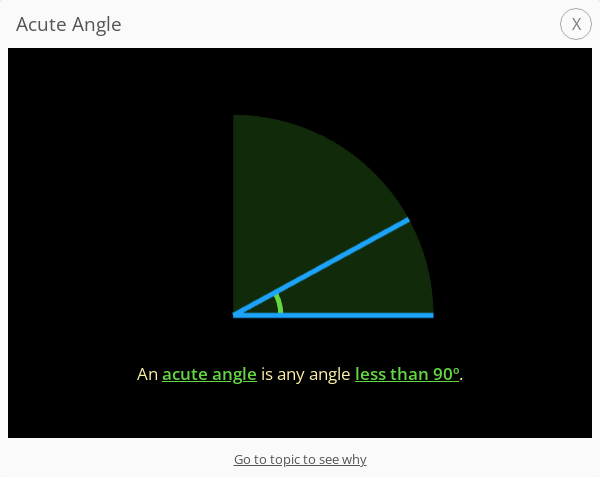 Acute Angle
X
An acute angle is any angle less than 90º.
Go to topic to see why